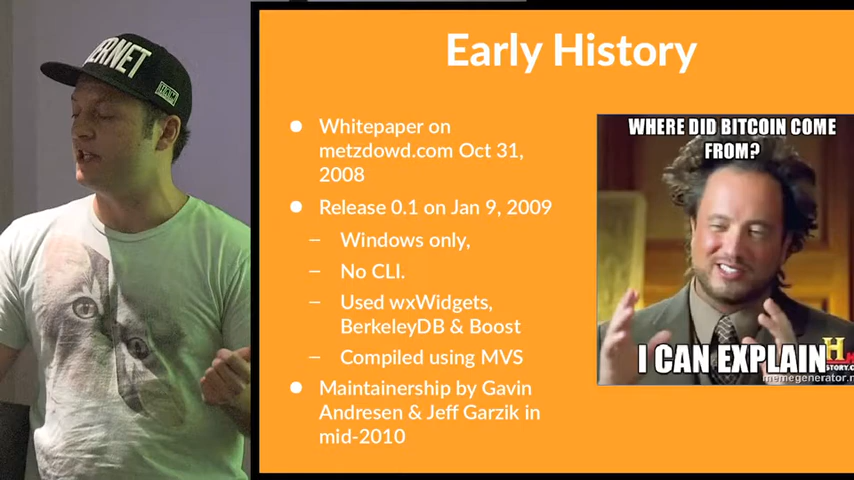 ERNET
Early History
Whitepaper on
metzdowd.com Oct 31,
2008
Release 0.1 on Jan 9, 2009
Windows only,
No CLI.
Used wxWidgets,
BerkeleyDB & Boost
Compiled using MVS
Maintainership by Gavin
Andresen & Jeff Garzik in
mid-2010
WHERE DID BITCOIN COME
FROM?
I CAN EXPLAIN
H
STORY.C
memegenerator.n